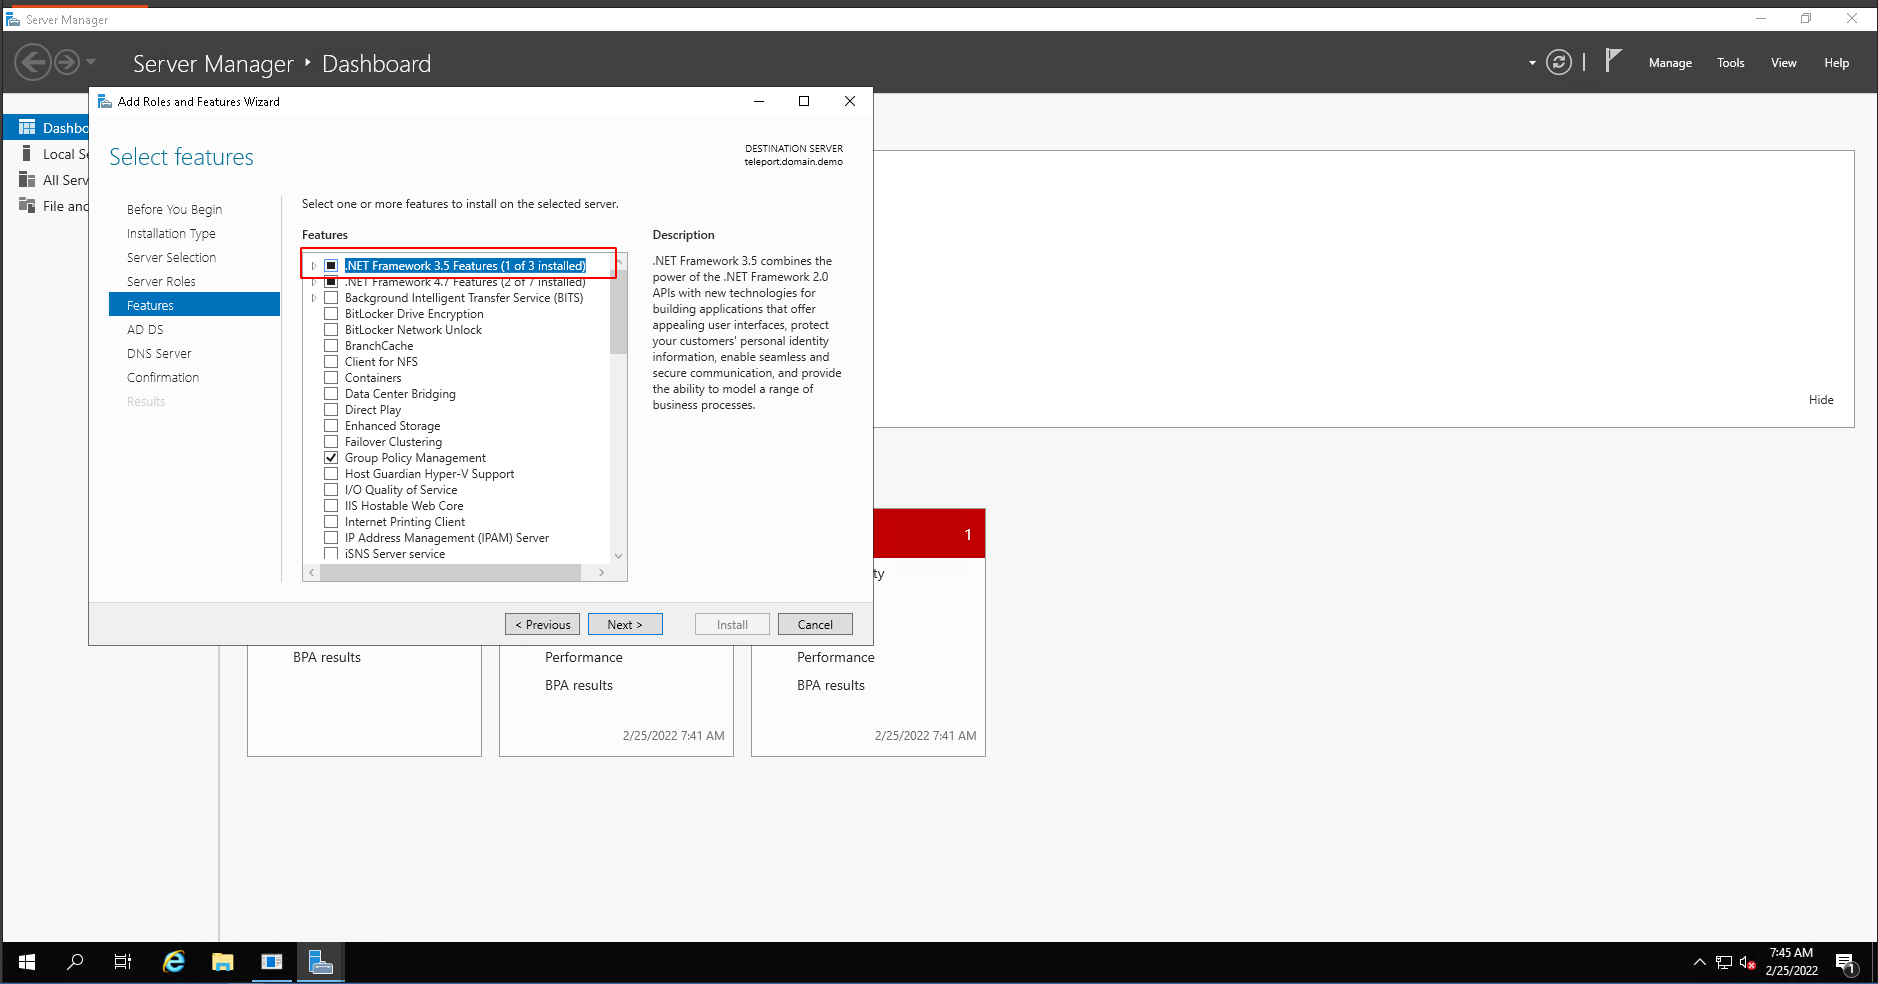 Server Manager
Server Manager ‣ Dashboard
Manage Tools View Help
Dashbo
Local Se
All Serv
File and
Add Roles and Features Wizard
Select features
DESTINATION SERVER
teleport.domain.demo
Before You Begin
Installation Type
Server Selection
Server Roles
Features
AD DS
DNS Server
Confirmation
Results
Select one or more features to install on the selected server.
Features
.NET Framework 3.5 Features (1 of 3 installed)
.NET Framework 4.7 Features (2 of 7 installed)
Background Intelligent Transfer Service (BITS)
BitLocker Drive Encryption
BitLocker Network Unlock
BranchCache
Client for NFS
Containers
Data Center Bridging
Direct Play
Enhanced Storage
Failover Clustering
Group Policy Management
Host Guardian Hyper-V Support
I/O Quality of Service
IIS Hostable Web Core
Internet Printing Client
IP Address Management (IPAM) Server
iSNS Server service
Description
.NET Framework 3.5 combines the
power of the .NET Framework 2.0
APIs with new technologies for
building applications that offer
appealing user interfaces, protect
your customers' personal identity
information, enable seamless and
secure communication, and provide
the ability to model a range of
business processes.
< Previous
Next >
Install
Cancel
Hide
1
ty
BPA results
Performance
BPA results
2/25/2022 7:41 AM
Performance
BPA results
2/25/2022 7:41 AM
7:45 AM
2/25/2022
1